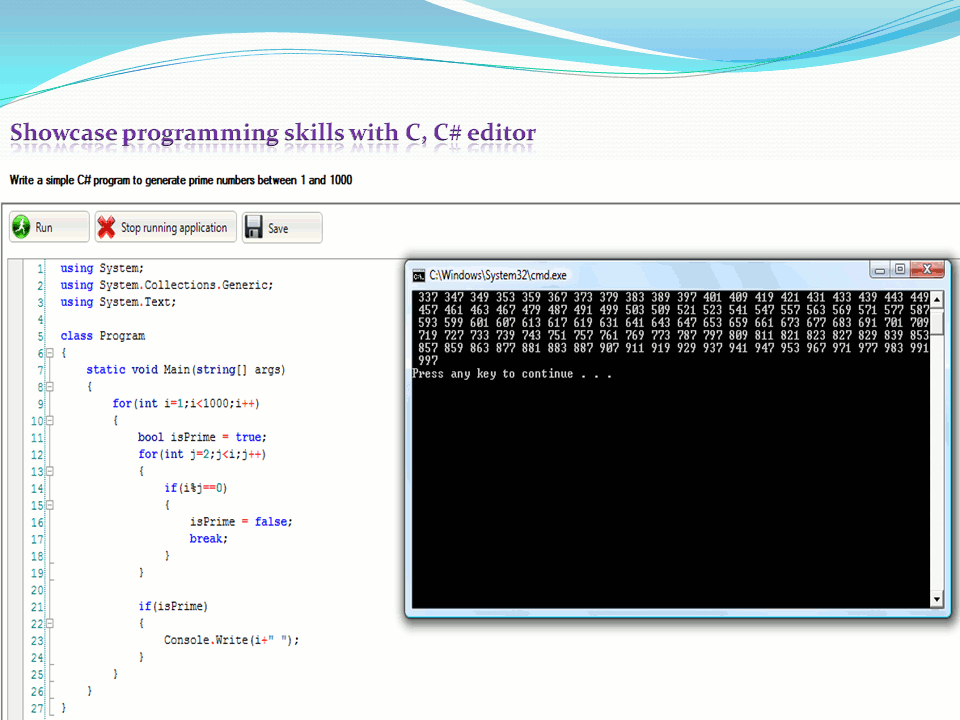 Showcase programming skills with C, C# editor
Write a simple C# program to generate prime numbers between 1 and 1000
Run
Stop running application
Save
1 using System;
2 using System.Collections.Generic;
3 using System.Text;
4
5 class Program
6 {
7 static void Main(string[] args)
8 {
9 for(int i=1;i<1000;i++)
10 {
11 bool isPrime = true;
12 for(int j=2;j<i;j++)
13 {
14 if(i%j==0)
15 {
16 isPrime = false;
17 break;
18 }
19 }
20
21 if(isPrime)
22 {
23 Console.Write(i+" ");
24 }
25 }
26 }
27 }
C:\Windows\System32\cmd.exe
337 347 349 353 359 367 373 379 383 389 397 401 409 419 421 431 433 439 443 449
457 461 463 467 479 487 491 499 503 509 521 523 541 547 557 563 569 571 577 587
593 599 601 607 613 617 619 631 641 643 647 653 659 661 673 677 683 691 701 709
719 727 733 739 743 751 757 761 769 773 787 797 809 811 821 823 827 829 839 853
857 859 863 877 881 883 887 907 911 919 929 937 941 947 953 967 971 977 983 991
997
Press any key to continue . . .